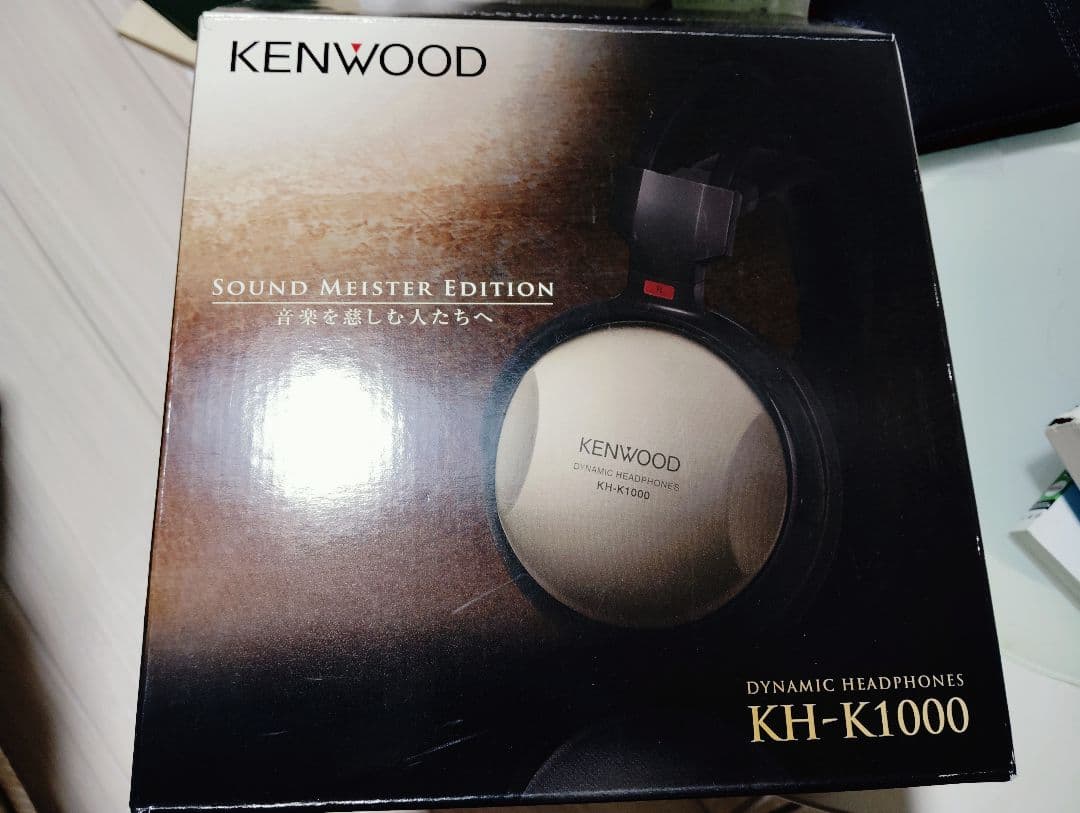 KENWOOD
SOUND MEISTER EDITION
音楽を慈しむ人たちへ
R
KENWOOD
DYNAMIC HEADPHONES
KH-K1000
DYNAMIC HEADPHONES
KH-K1000